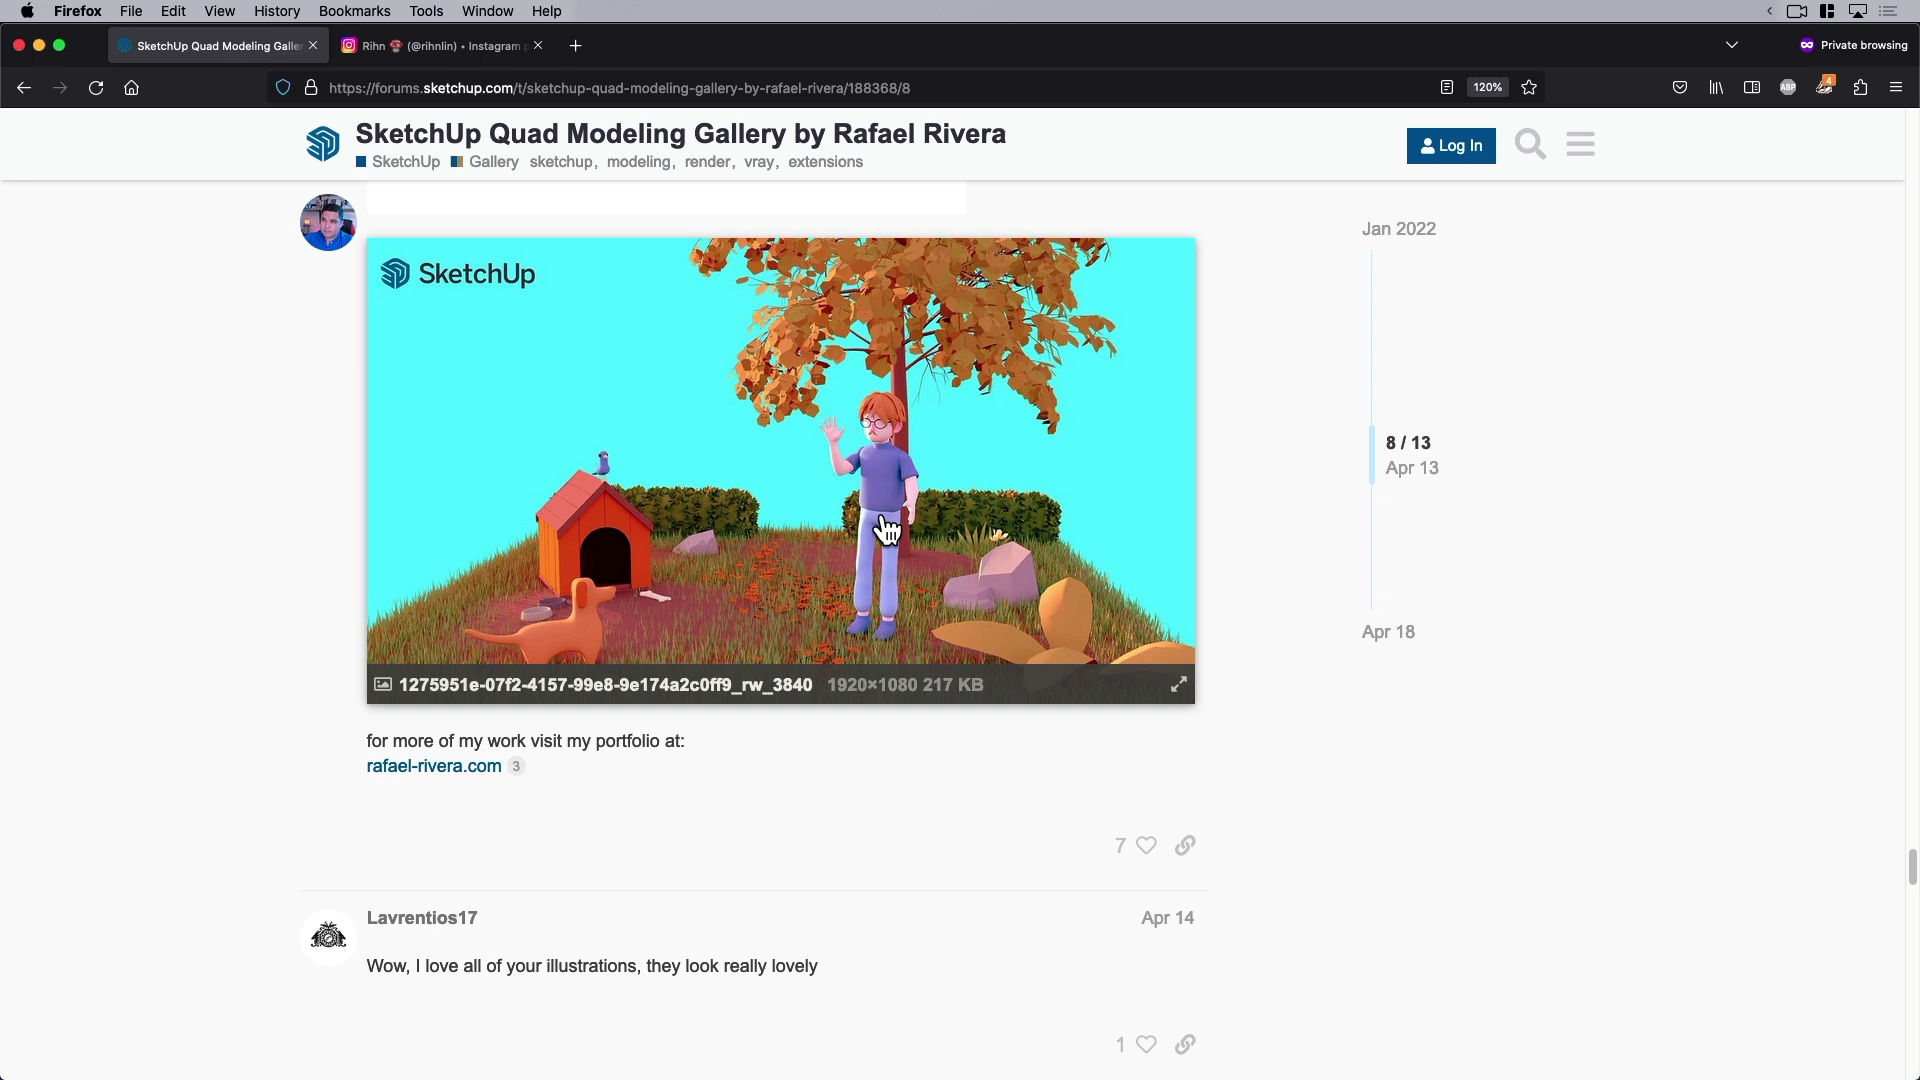 Firefox File Edit View History Bookmarks Tools Window Help
SketchUp Quad Modeling Galler
Rihn 🍄 (@rihnlin) • Instagram p
Private browsing
https://forums.sketchup.com/t/sketchup-quad-modeling-gallery-by-rafael-rivera/188368/8
120%
ABP
4
SketchUp Quad Modeling Gallery by Rafael Rivera
SketchUp Gallery sketchup, modeling, render, vray, extensions
Log In
Jan 2022
SketchUp
8 / 13
Apr 13
Apr 18
1275951e-07f2-4157-99e8-9e174a2c0ff9_rw_3840 1920×1080 217 KB
for more of my work visit my portfolio at:
rafael-rivera.com 3
7
Lavrentios17
Apr 14
Wow, I love all of your illustrations, they look really lovely
1